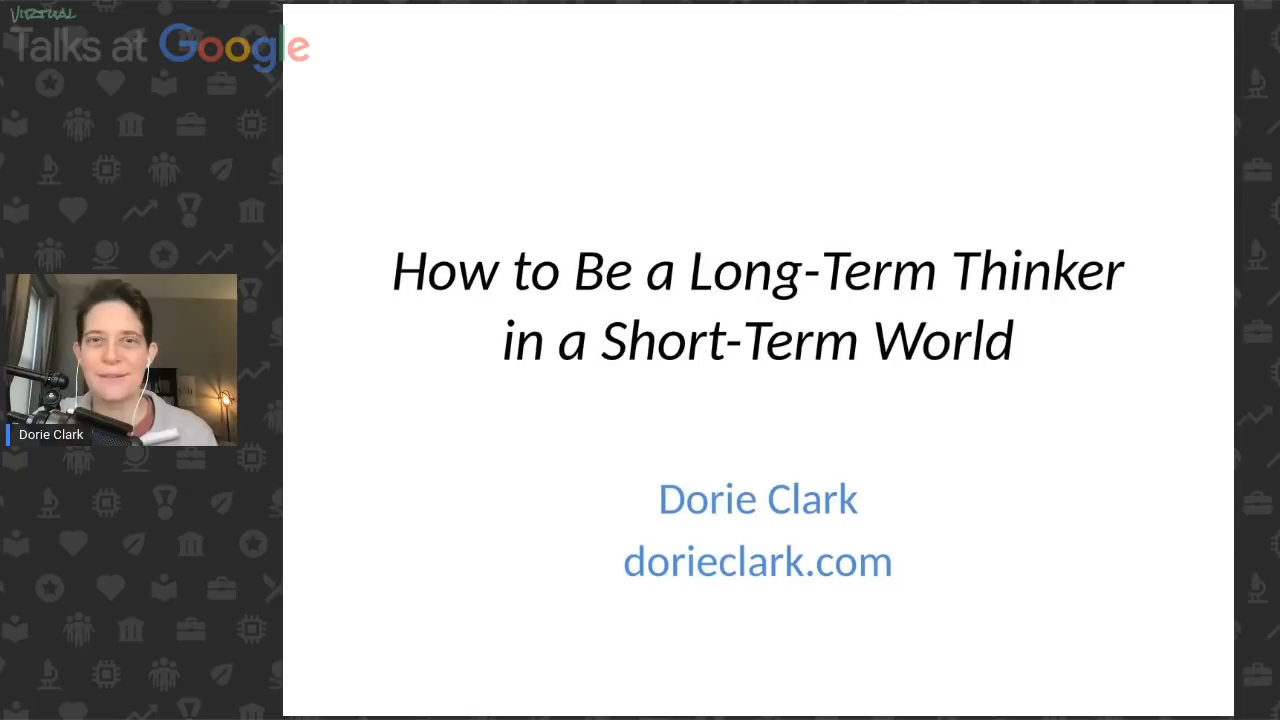 VIRTUAL
Talks at Google
How to Be a Long-Term Thinker
in a Short-Term World
Dorie Clark
dorieclark.com
Dorie Clark